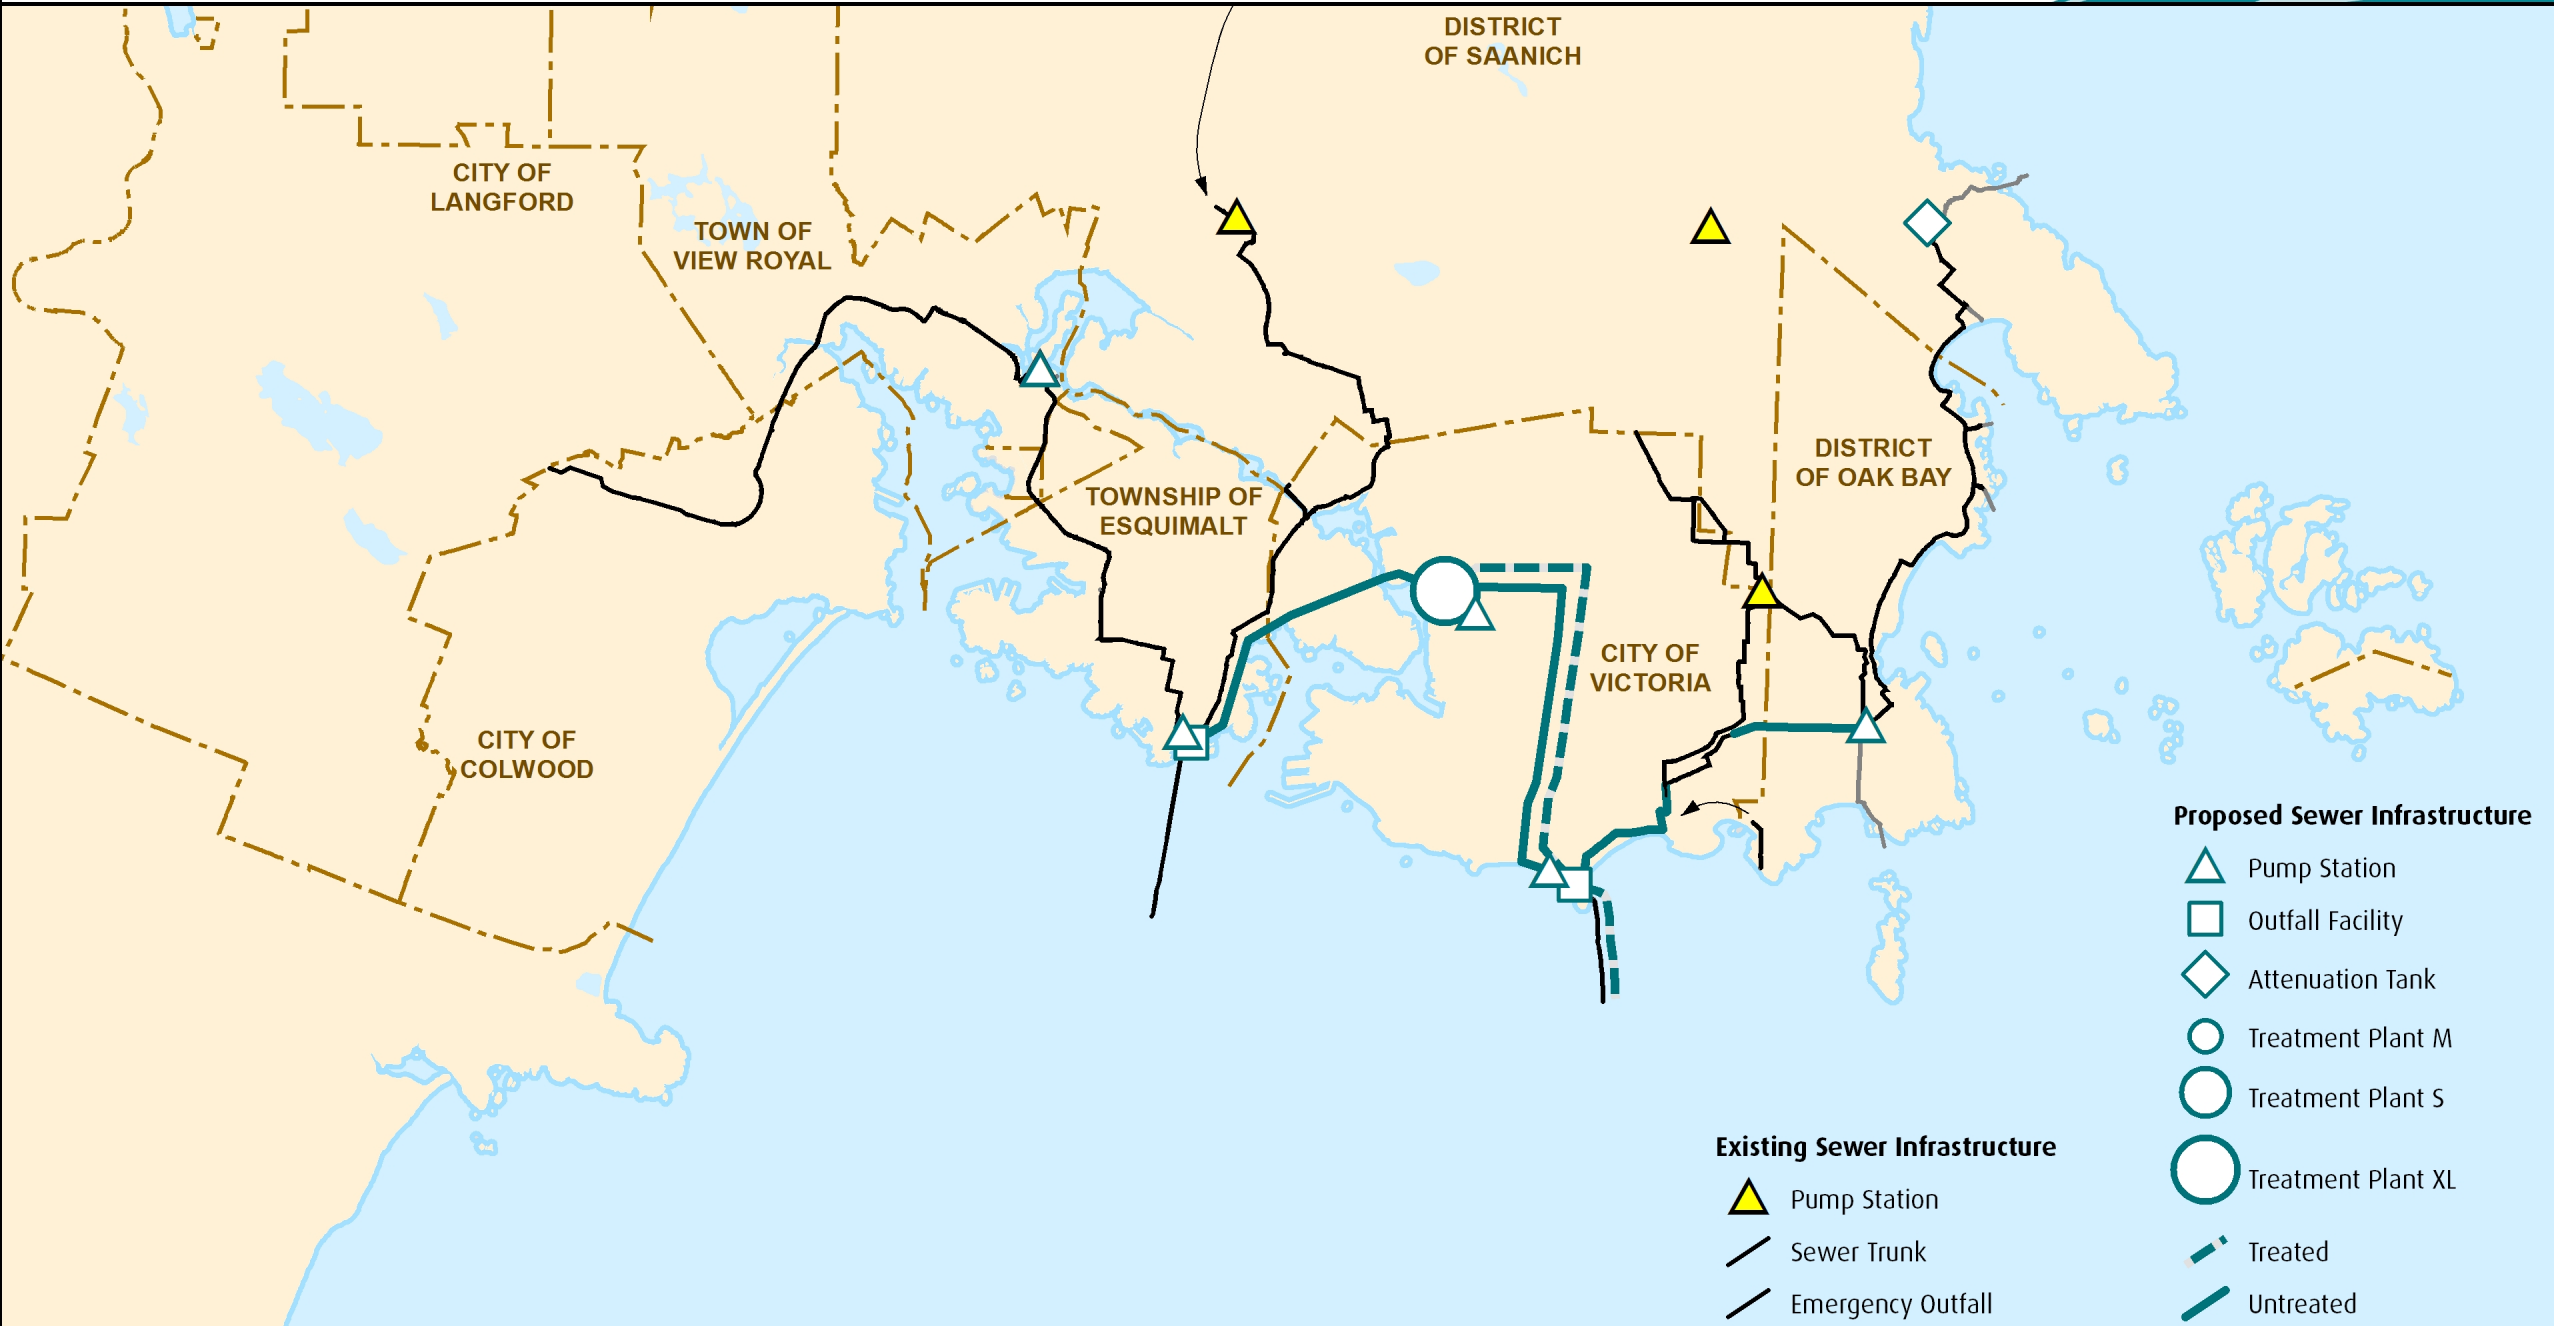 DISTRICT
OF SAANICH
CITY OF
LANGFORD
TOWN OF
VIEW ROYAL
DISTRICT
OF OAK BAY
TOWNSHIP OF
ESQUIMALT
CITY OF
VICTORIA
CITY OF
COLWOOD
Proposed Sewer Infrastructure
Pump Station
Outfall Facility
Attenuation Tank
Treatment Plant M
Treatment Plant S
Treatment Plant XL
Treated
Untreated
Existing Sewer Infrastructure
Pump Station
Sewer Trunk
Emergency Outfall